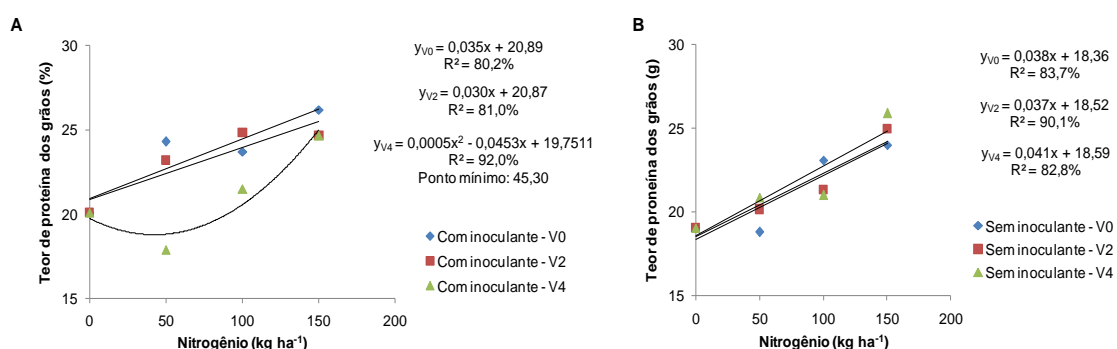 A
Teor de proteína dos grãos (%)
30
25
20
15
0 50 100 150 200
Nitrogênio (kg ha⁻¹)
yV0 = 0,035x + 20,89
R² = 80,2%
yV2 = 0,030x + 20,87
R² = 81,0%
yV4 = 0,0005x² - 0,0453x + 19,7511
R² = 92,0%
Ponto mínimo: 45,30
Com inoculante - V0
Com inoculante - V2
Com inoculante - V4
B
Teor de proneína dos grãos (g)
30
25
20
15
0 50 100 150 200
Nitrogênio (kg ha⁻¹)
yV0 = 0,038x + 18,36
R² = 83,7%
yV2 = 0,037x + 18,52
R² = 90,1%
yV4 = 0,041x + 18,59
R² = 82,8%
Sem inoculante - V0
Sem inoculante - V2
Sem inoculante - V4